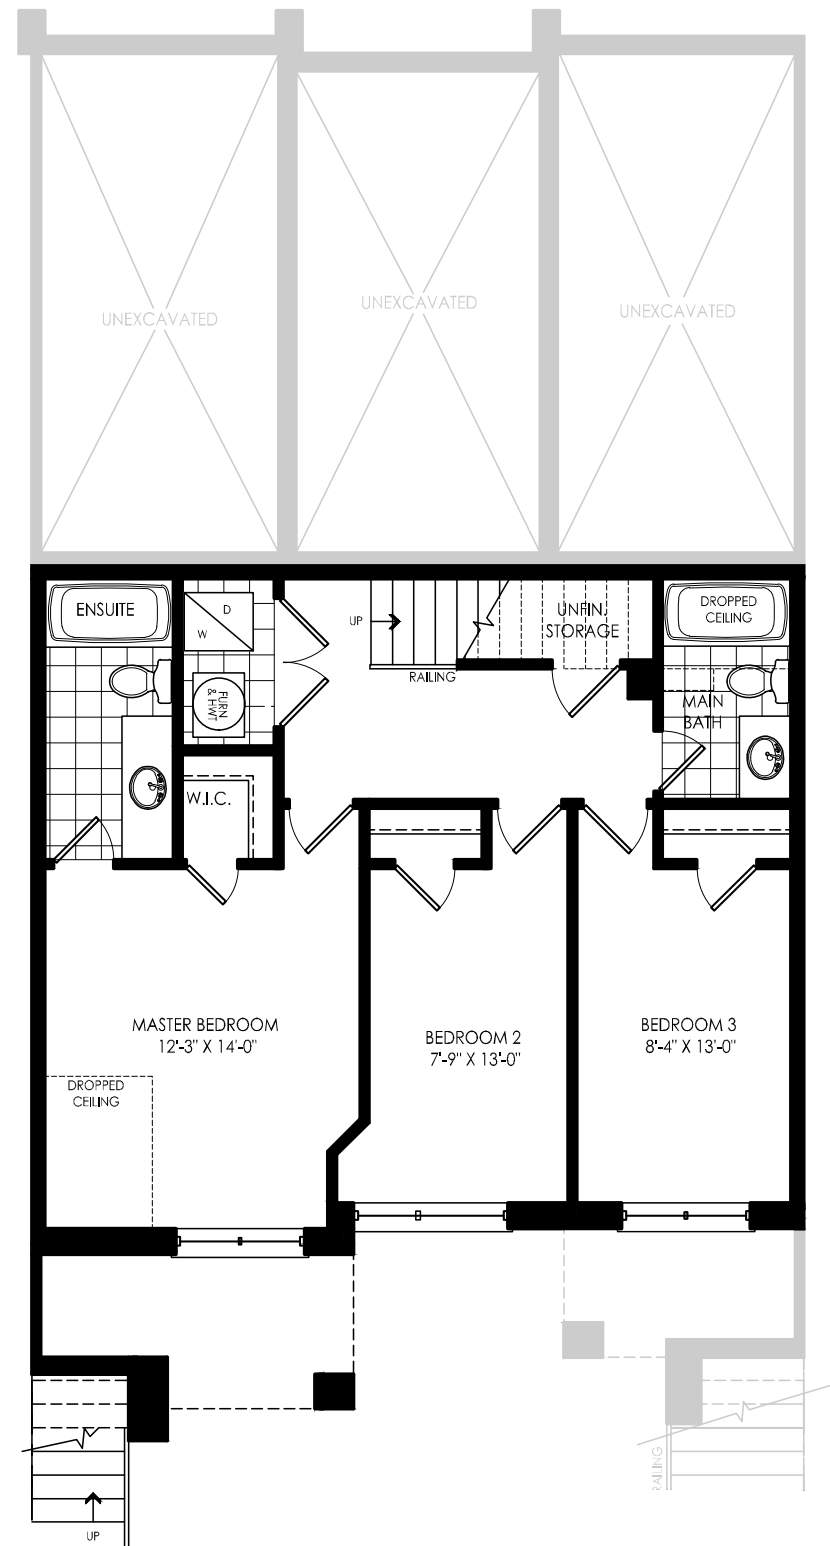 UNEXCAVATED
UNEXCAVATED
UNEXCAVATED
ENSUITE
D
W
FURN
& HWT
UP
RAILING
UNFIN.
STORAGE
DROPPED
CEILING
MAIN
BATH
W.I.C.
MASTER BEDROOM
12'-3" X 14'-0"
BEDROOM 2
7'-9" X 13'-0"
BEDROOM 3
8'-4" X 13'-0"
DROPPED
CEILING
RAILING
UP